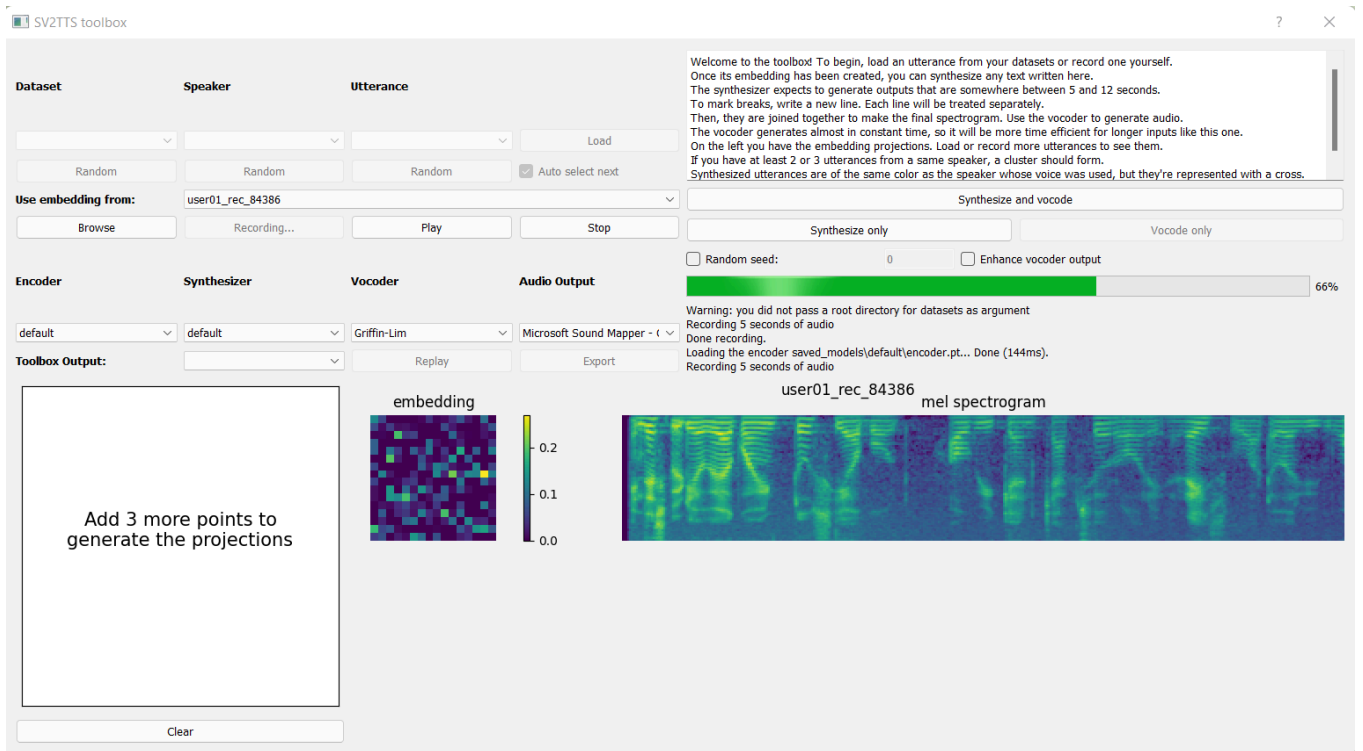 SV2TTS toolbox
?
Dataset
Speaker
Utterance
Load
Random
Random
Random
Auto select next
Use embedding from:
user01_rec_84386
Browse
Recording...
Play
Stop
Encoder
Synthesizer
Vocoder
Audio Output
default
default
Griffin-Lim
Microsoft Sound Mapper - (
Toolbox Output:
Replay
Export
Welcome to the toolbox! To begin, load an utterance from your datasets or record one yourself.
Once its embedding has been created, you can synthesize any text written here.
The synthesizer expects to generate outputs that are somewhere between 5 and 12 seconds.
To mark breaks, write a new line. Each line will be treated separately.
Then, they are joined together to make the final spectrogram. Use the vocoder to generate audio.
The vocoder generates almost in constant time, so it will be more time efficient for longer inputs like this one.
On the left you have the embedding projections. Load or record more utterances to see them.
If you have at least 2 or 3 utterances from a same speaker, a cluster should form.
Synthesized utterances are of the same color as the speaker whose voice was used, but they're represented with a cross.
Synthesize and vocode
Synthesize only
Vocode only
Random seed:
0
Enhance vocoder output
66%
Warning: you did not pass a root directory for datasets as argument
Recording 5 seconds of audio
Done recording.
Loading the encoder saved_models\default\encoder.pt... Done (144ms).
Recording 5 seconds of audio
Add 3 more points to
generate the projections
Clear
user01_rec_84386
embedding
mel spectrogram
0.2
0.1
0.0